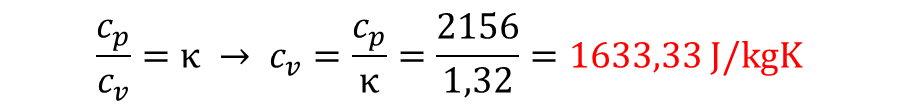 c_p/c_v = κ → c_v = c_p/κ = 2156/1,32 = 1633,33 J/kgK